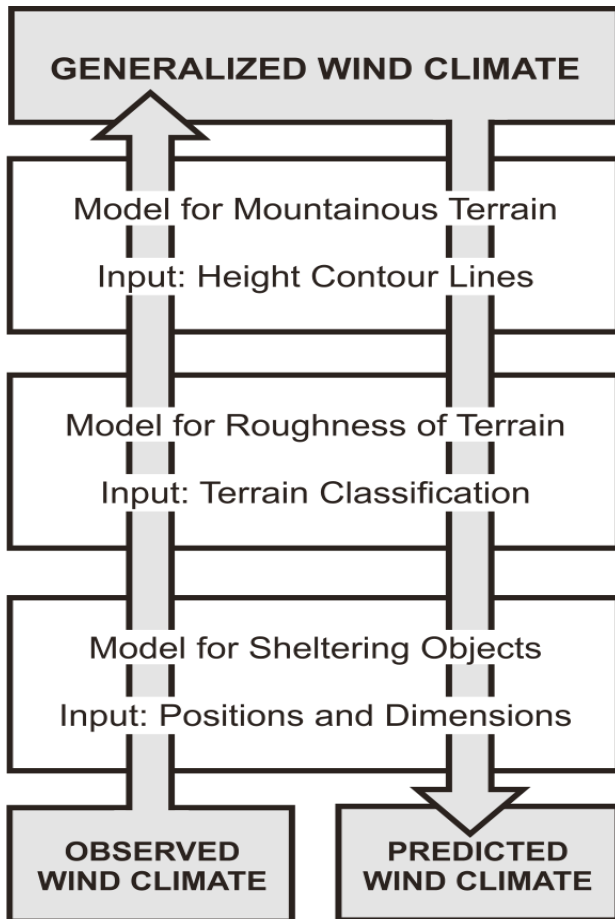 GENERALIZED WIND CLIMATE
Model for Mountainous Terrain
Input: Height Contour Lines
Model for Roughness of Terrain
Input: Terrain Classification
Model for Sheltering Objects
Input: Positions and Dimensions
OBSERVED
WIND CLIMATE
PREDICTED
WIND CLIMATE